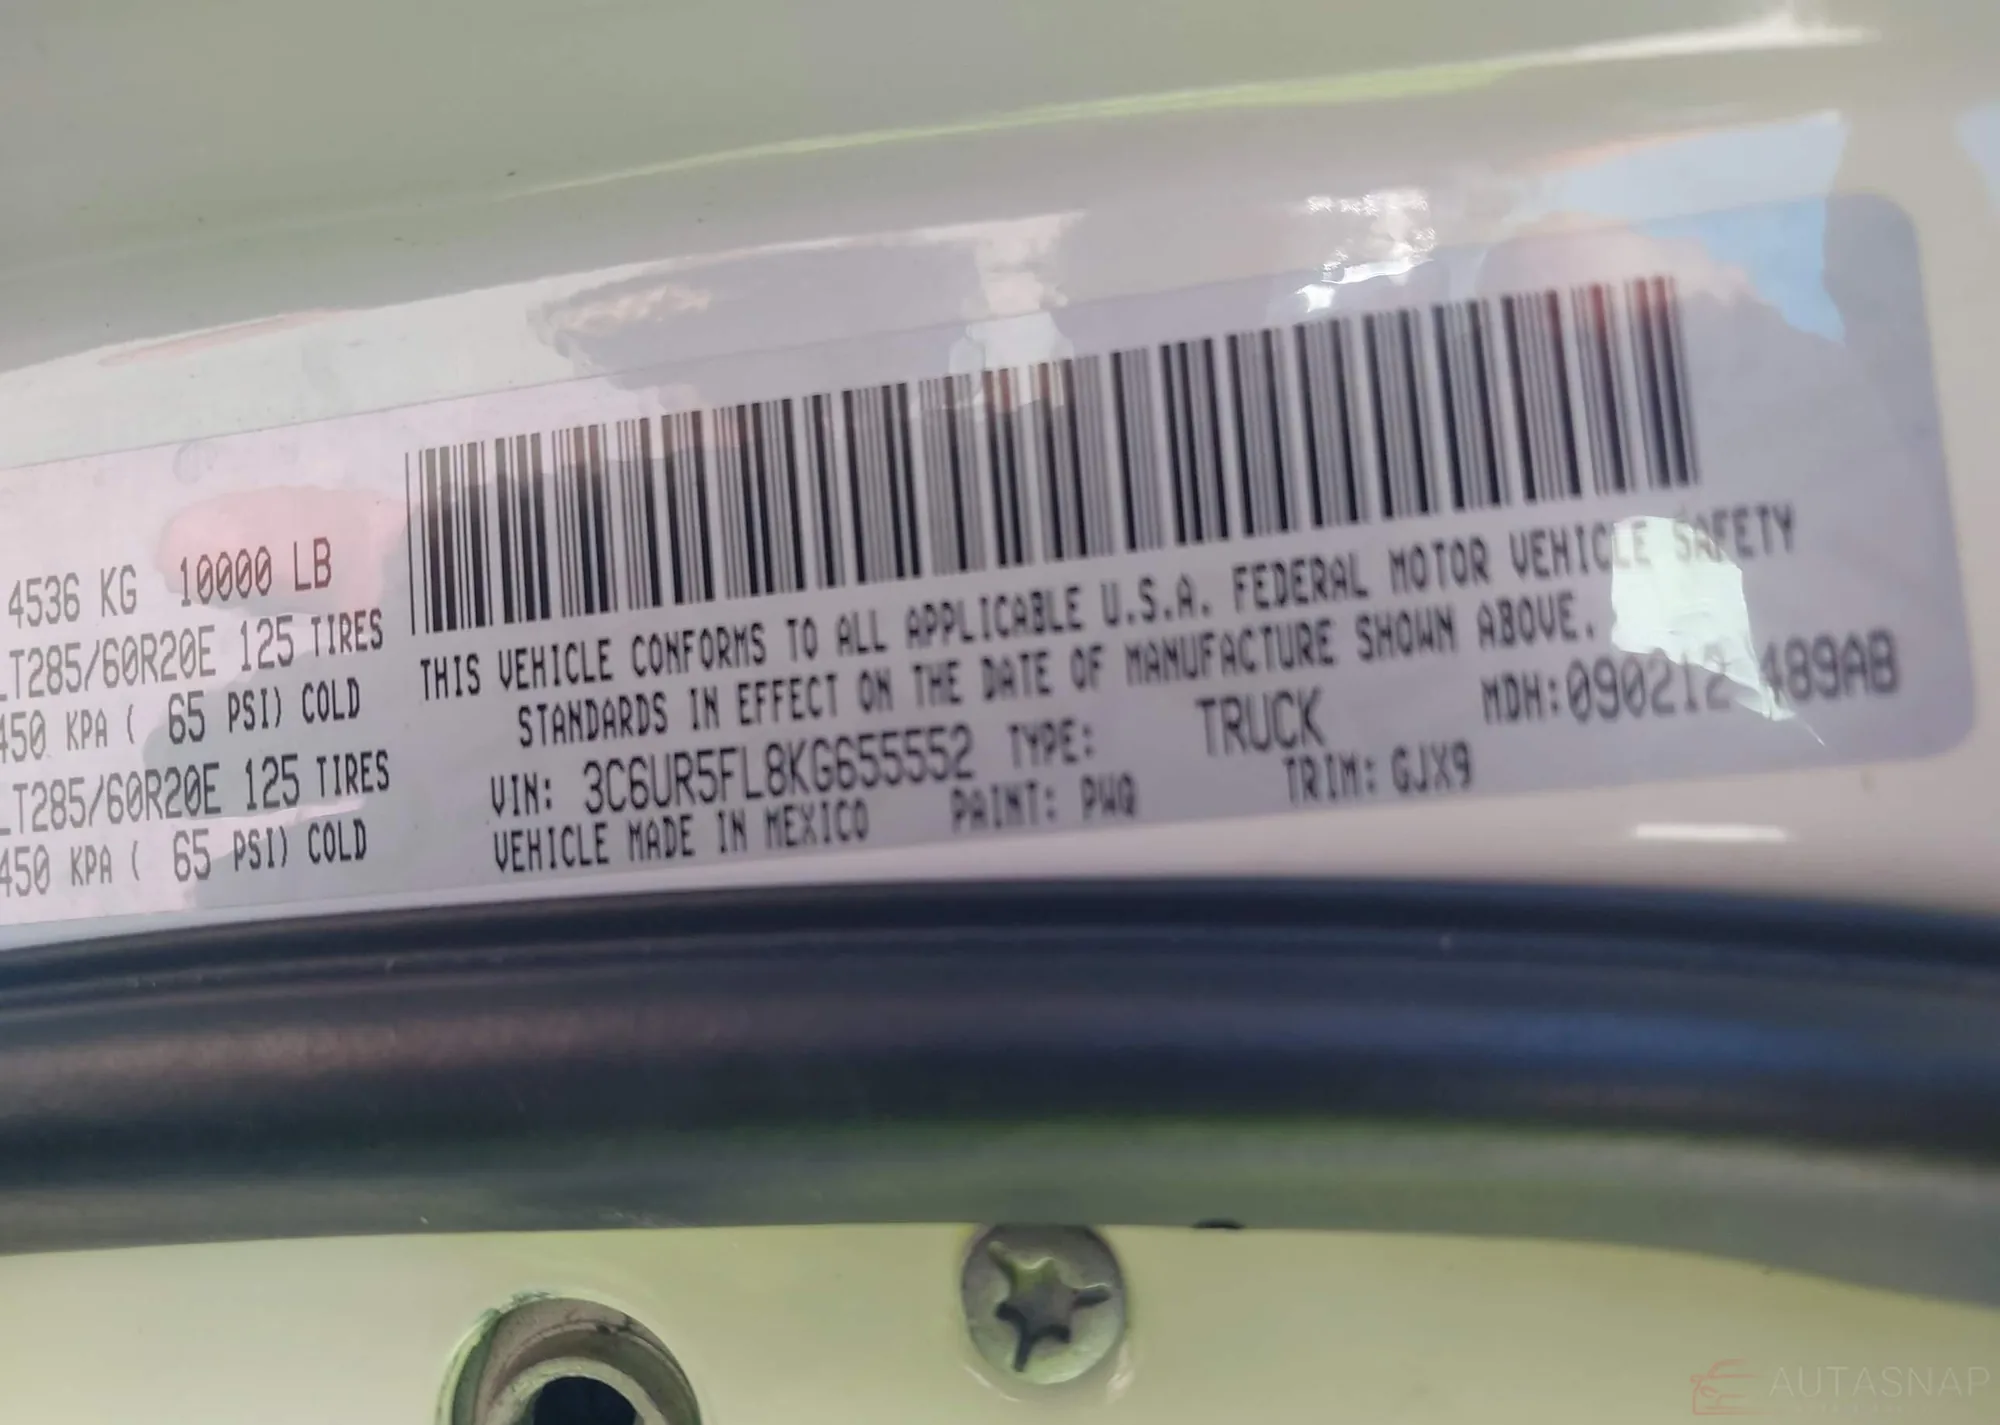 4536 KG 10000 LB
LT285/60R20E 125 TIRES
450 KPA ( 65 PSI) COLD
LT285/60R20E 125 TIRES
450 KPA ( 65 PSI) COLD
THIS VEHICLE CONFORMS TO ALL APPLICABLE U.S.A. FEDERAL MOTOR VEHICLE SAFETY
STANDARDS IN EFFECT ON THE DATE OF MANUFACTURE SHOWN ABOVE.
VIN: 3C6UR5FL8KG655552 TYPE: TRUCK MDH:090212 489AB
VEHICLE MADE IN MEXICO PAINT: PWQ TRIM: GJX9
AUTASNAP